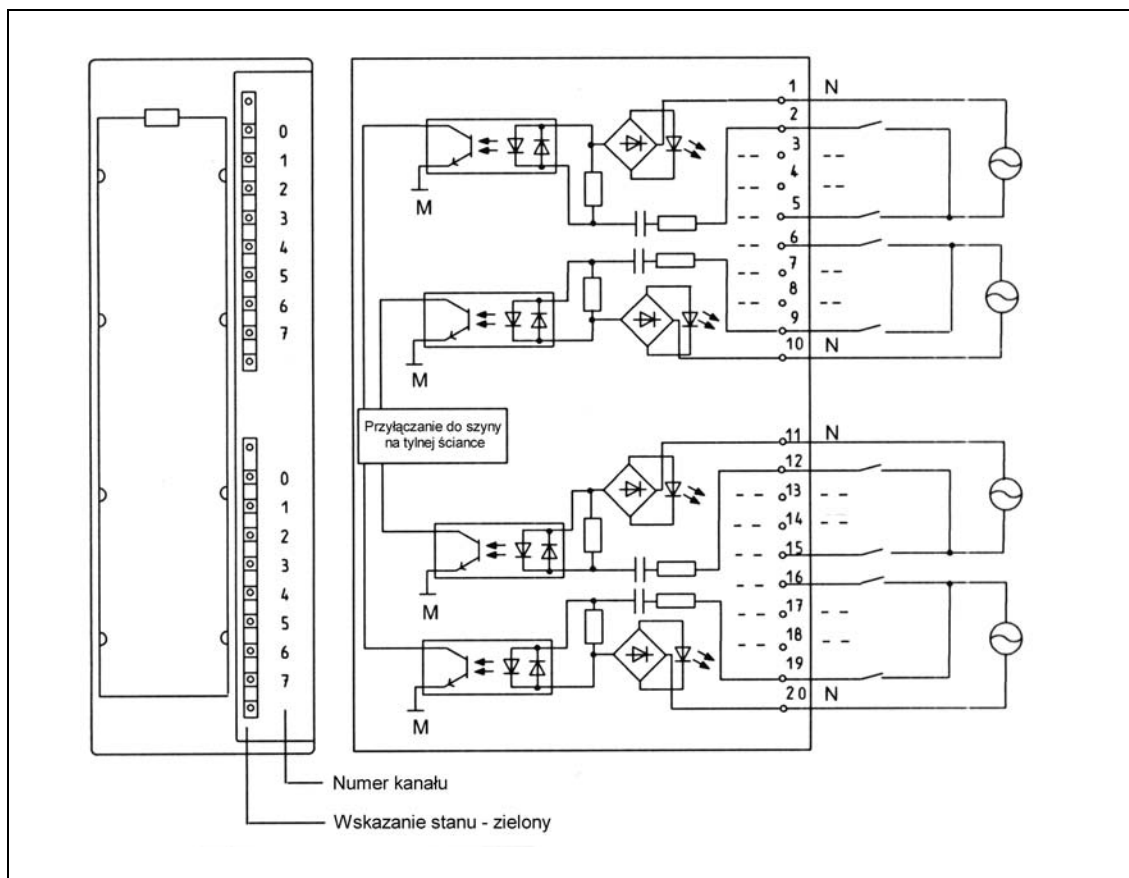 0
1
2
3
4
5
6
7
0
1
2
3
4
5
6
7
Numer kanału
Wskazanie stanu - zielony
M
M
Przyłączanie do szyny
na tylnej ściance
M
M
1 N
2
3
4
5
6
7
8
9
10 N
11 N
12
13
14
15
16
17
18
19
20 N